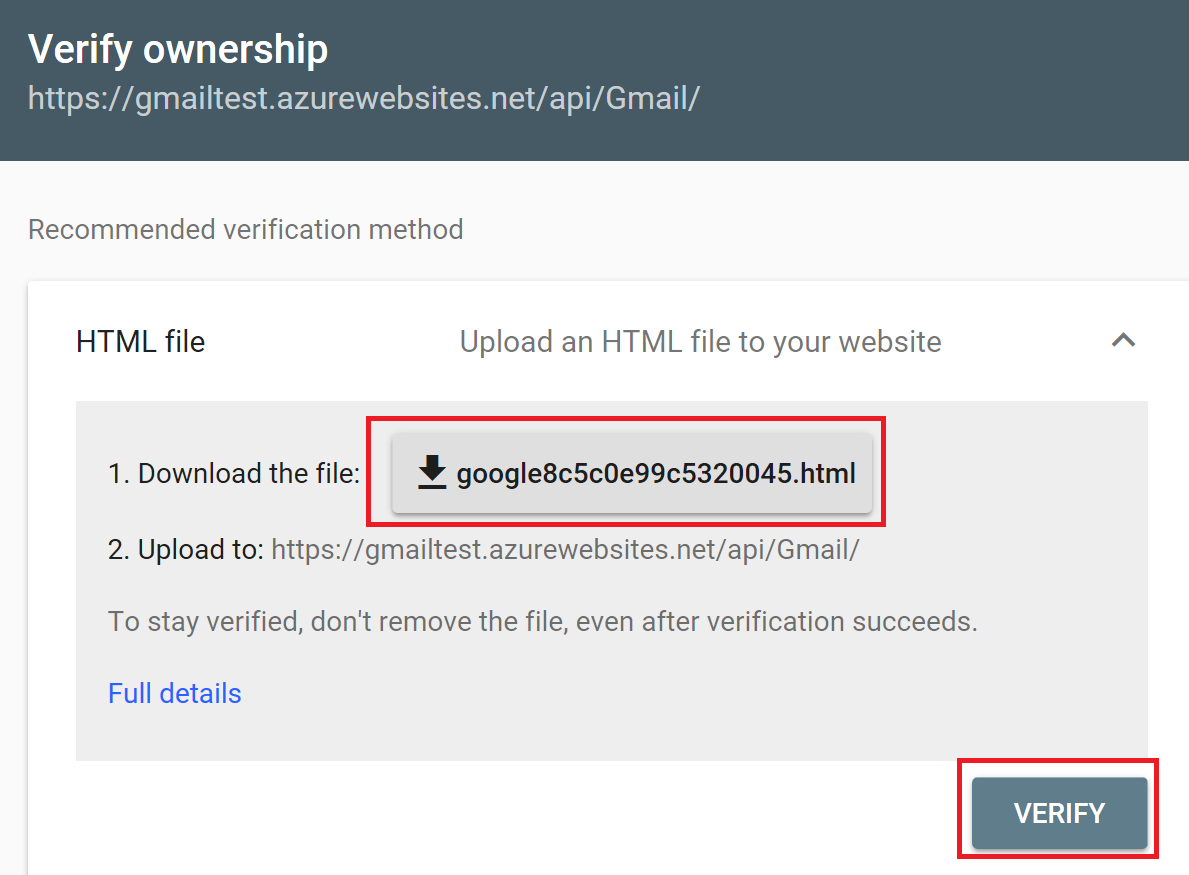 Verify ownership
https://gmailtest.azurewebsites.net/api/Gmail/
Recommended verification method
HTML file Upload an HTML file to your website
1. Download the file: google8c5c0e99c5320045.html
2. Upload to: https://gmailtest.azurewebsites.net/api/Gmail/
To stay verified, don't remove the file, even after verification succeeds.
Full details
VERIFY